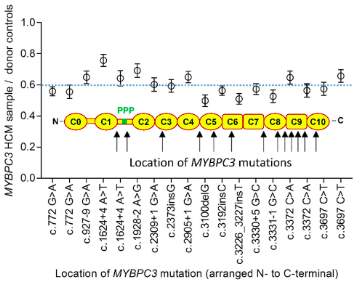 MYBPC3 HCM sample / donor controls
1.0
0.8
0.6
0.4
0.2
0.0
PPP
N C0 C1 C2 C3 C4 C5 C6 C7 C8 C9 C10 C
Location of MYBPC3 mutations
c.772 G>A
c.772 G>A
c.927-9 G>A
c.1624+4 A>T
c.1624+4 A>T
c.1928-2 A>G
c.2309+1 G>A
c.2373insG
c.2905+1 G>A
c.3100delG
c.3192insC
c.3226_3227ins T
c.3330+5 G>C
c.3331-1 G>C
c.3372 C>A
c.3372 C>A
c.3697 C>T
c.3697 C>T
Location of MYBPC3 mutation (arranged N- to C-terminal)